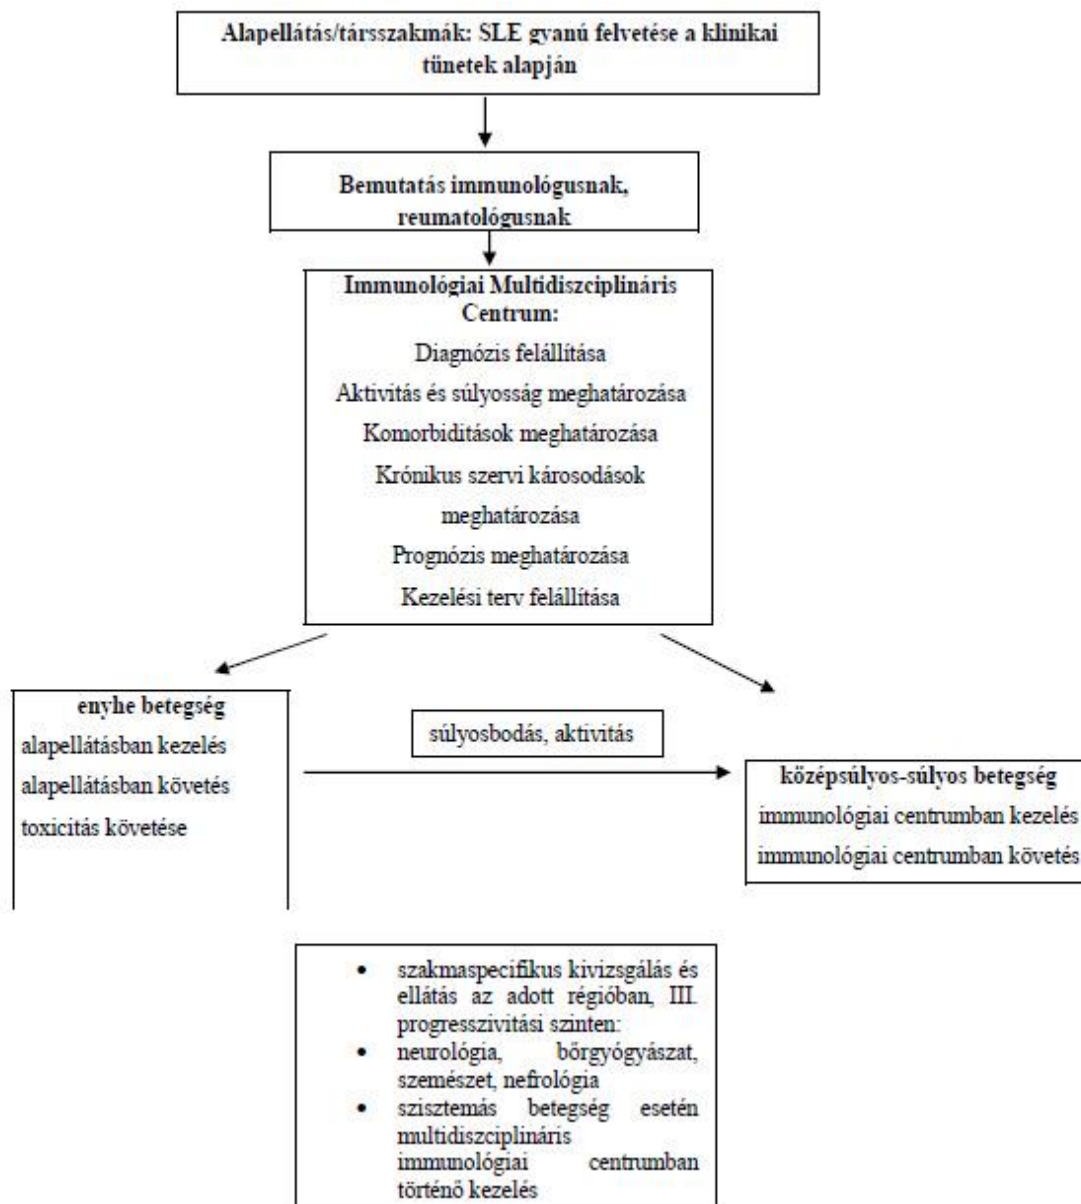 Alapellátás/társszakmák: SLE gyanú felvetése a klinikai
tünetek alapján
Bemutatás immunológusnak,
reumatológusnak
Immunológiai Multidiszciplináris
Centrum:
Diagnózis felállítása
Aktivitás és súlyosság meghatározása
Komorbiditások meghatározása
Krónikus szervi károsodások
meghatározása
Prognózis meghatározása
Kezelési terv felállítása
enyhe betegség
alapellátásban kezelés
alapellátásban követés
toxicitás követése
súlyosbodás, aktivitás
középsúlyos-súlyos betegség
immunológiai centrumban kezelés
immunológiai centrumban követés
• szakmaspecifikus kivizsgálás és
ellátás az adott régióban, III.
progresszivitási szinten:
• neurológia, bőrgyógyászat,
szemészet, nefrológia
• szisztémás betegség esetén
multidiszciplináris
immunológiai centrumban
történő kezelés